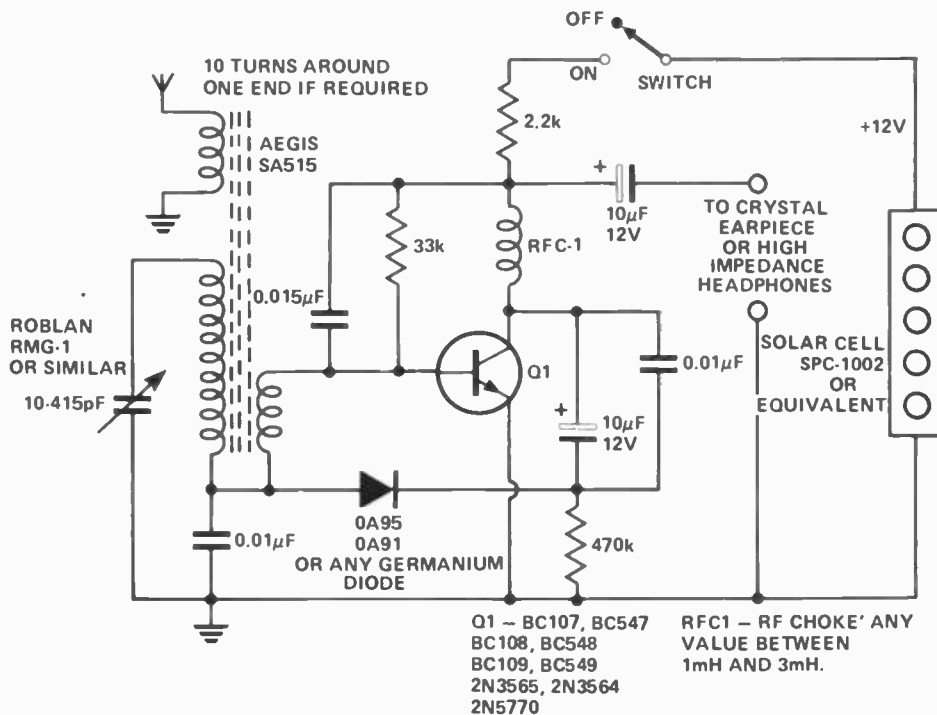 OFF
ON
SWITCH
10 TURNS AROUND
ONE END IF REQUIRED
AEGIS
SA515
2.2k
+12V
+
10µF
12V
TO CRYSTAL
EARPIECE
OR HIGH
IMPEDANCE
HEADPHONES
33k
RFC-1
0.015µF
ROBLAN
RMG-1
OR SIMILAR
10-415pF
Q1
0.01µF
+
10µF
12V
SOLAR CELL
SPC-1002
OR
EQUIVALENT
0.01µF
0A95
0A91
OR ANY GERMANIUM
DIODE
470k
Q1 – BC107, BC547
BC108, BC548
BC109, BC549
2N3565, 2N3564
2N5770
RFC1 – RF CHOKE' ANY
VALUE BETWEEN
1mH AND 3mH.